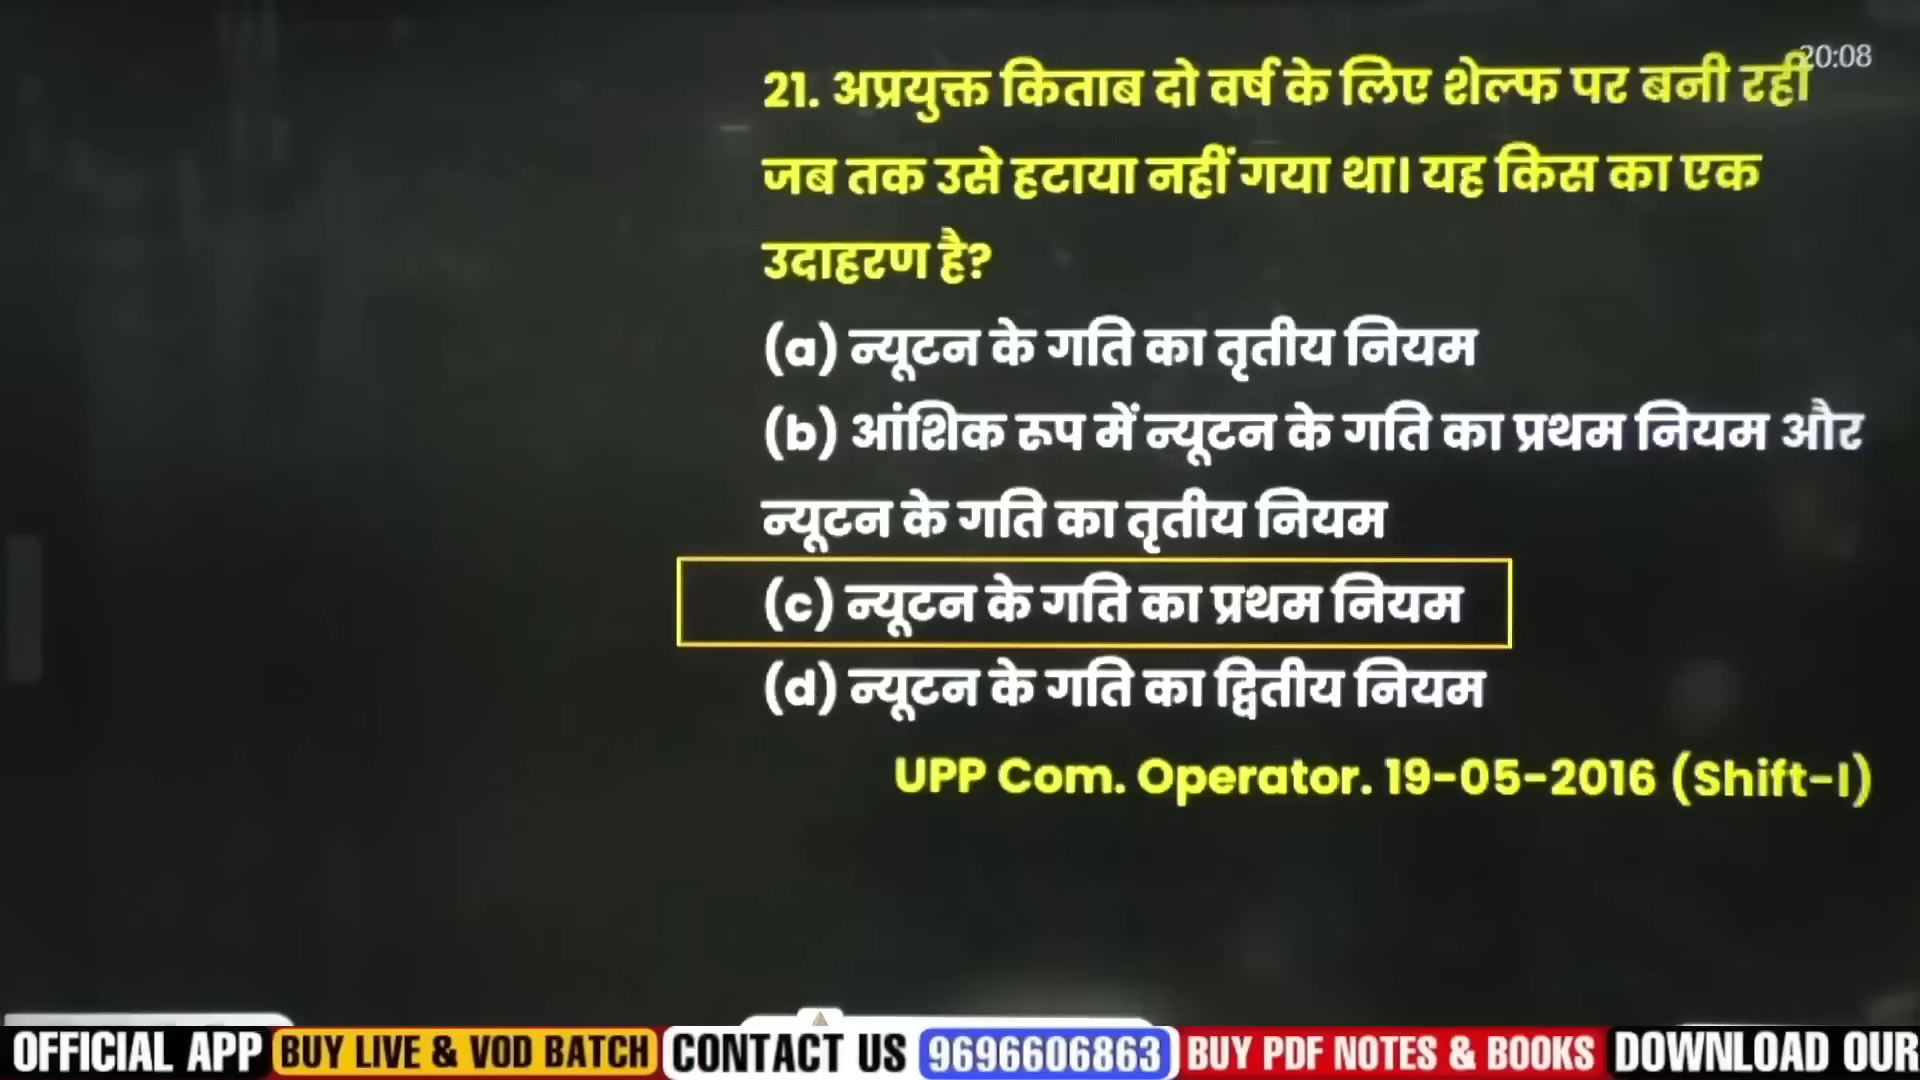 20:08
21. अप्रयुक्त किताब दो वर्ष के लिए शेल्फ पर बनी रही
जब तक उसे हटाया नहीं गया था। यह किस का एक
उदाहरण है?
(a) न्यूटन के गति का तृतीय नियम
(b) आंशिक रूप में न्यूटन के गति का प्रथम नियम और
न्यूटन के गति का तृतीय नियम
(c) न्यूटन के गति का प्रथम नियम
(d) न्यूटन के गति का द्वितीय नियम
UPP Com. Operator. 19-05-2016 (Shift-I)
OFFICIAL APP BUY LIVE & VOD BATCH CONTACT US 9696606863 BUY PDF NOTES & BOOKS DOWNLOAD OUR